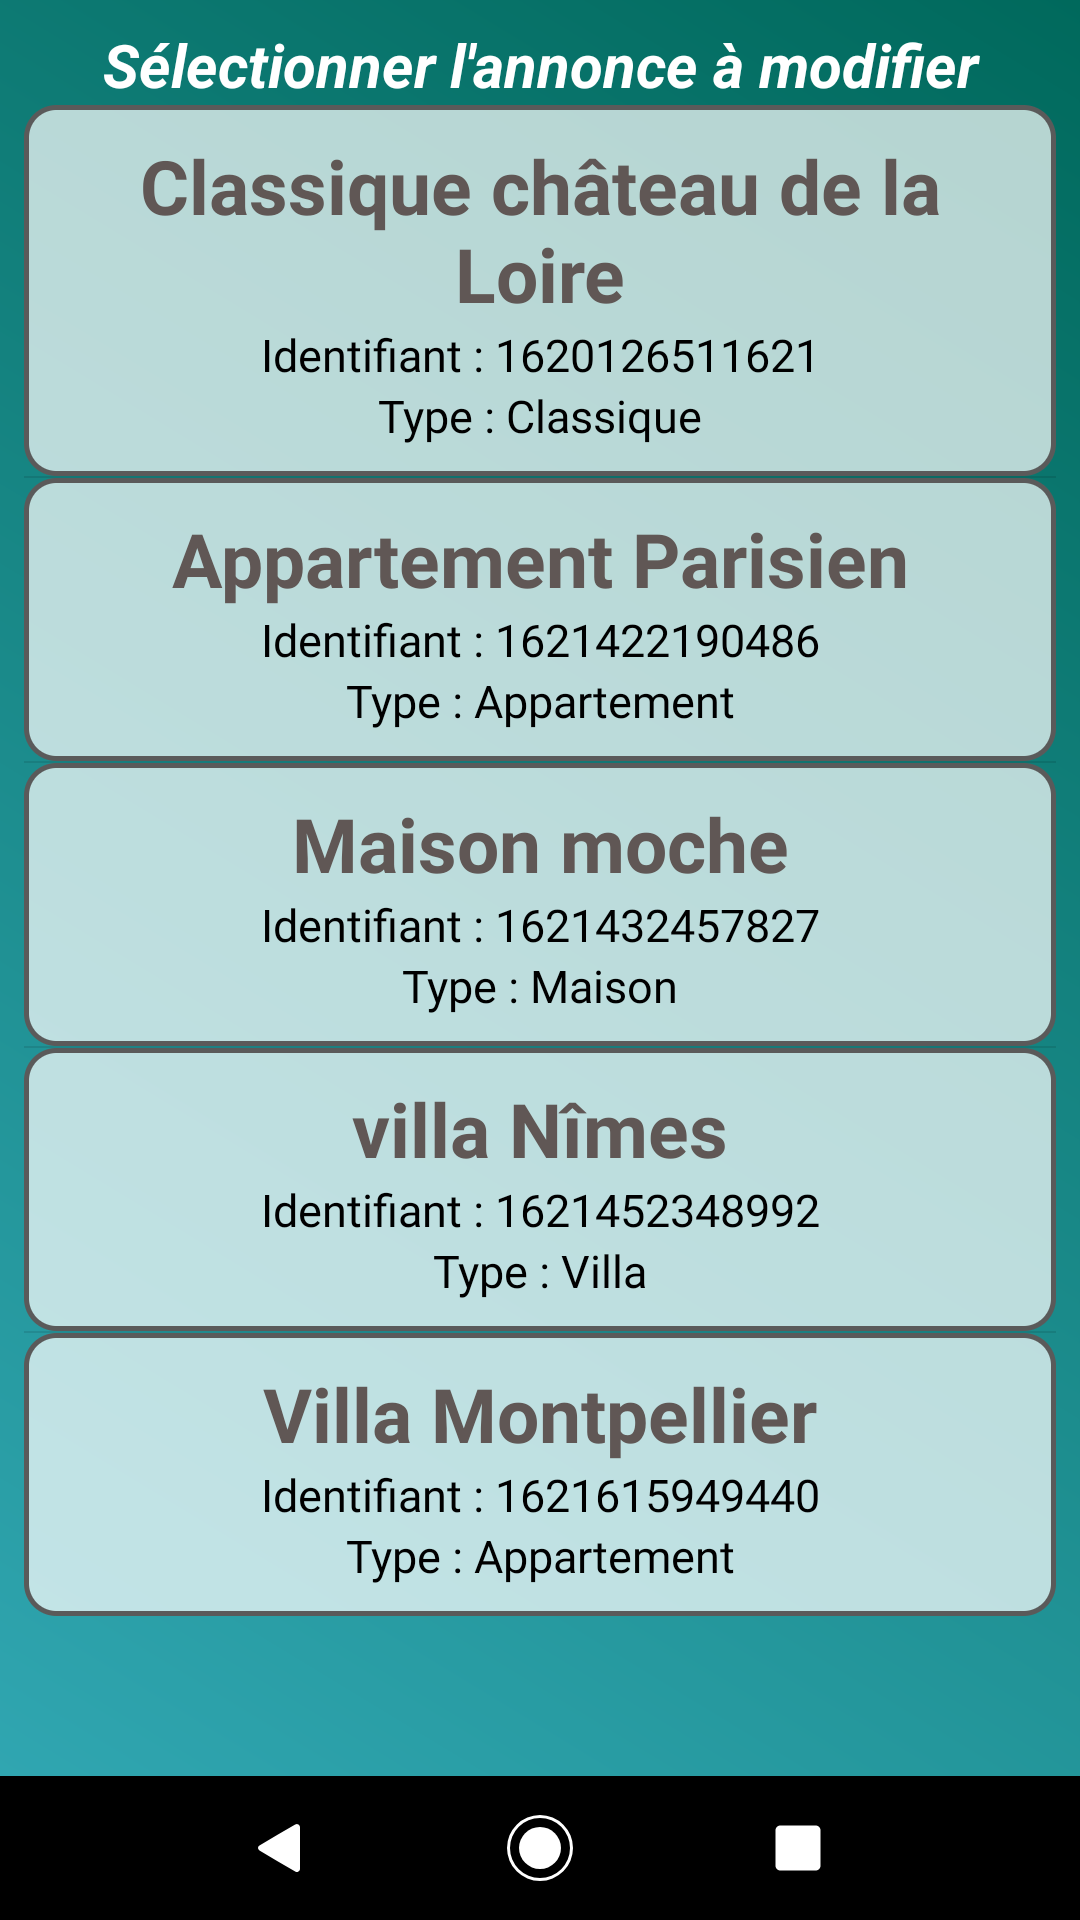 Sélectionner l'annonce à modifier
Classique château de la
Loire
Identifiant : 1620126511621
Type : Classique
Appartement Parisien
Identifiant : 1621422190486
Type : Appartement
Maison moche
Identifiant : 1621432457827
Type : Maison
villa Nîmes
Identifiant : 1621452348992
Type : Villa
Villa Montpellier
Identifiant : 1621615949440
Type : Appartement